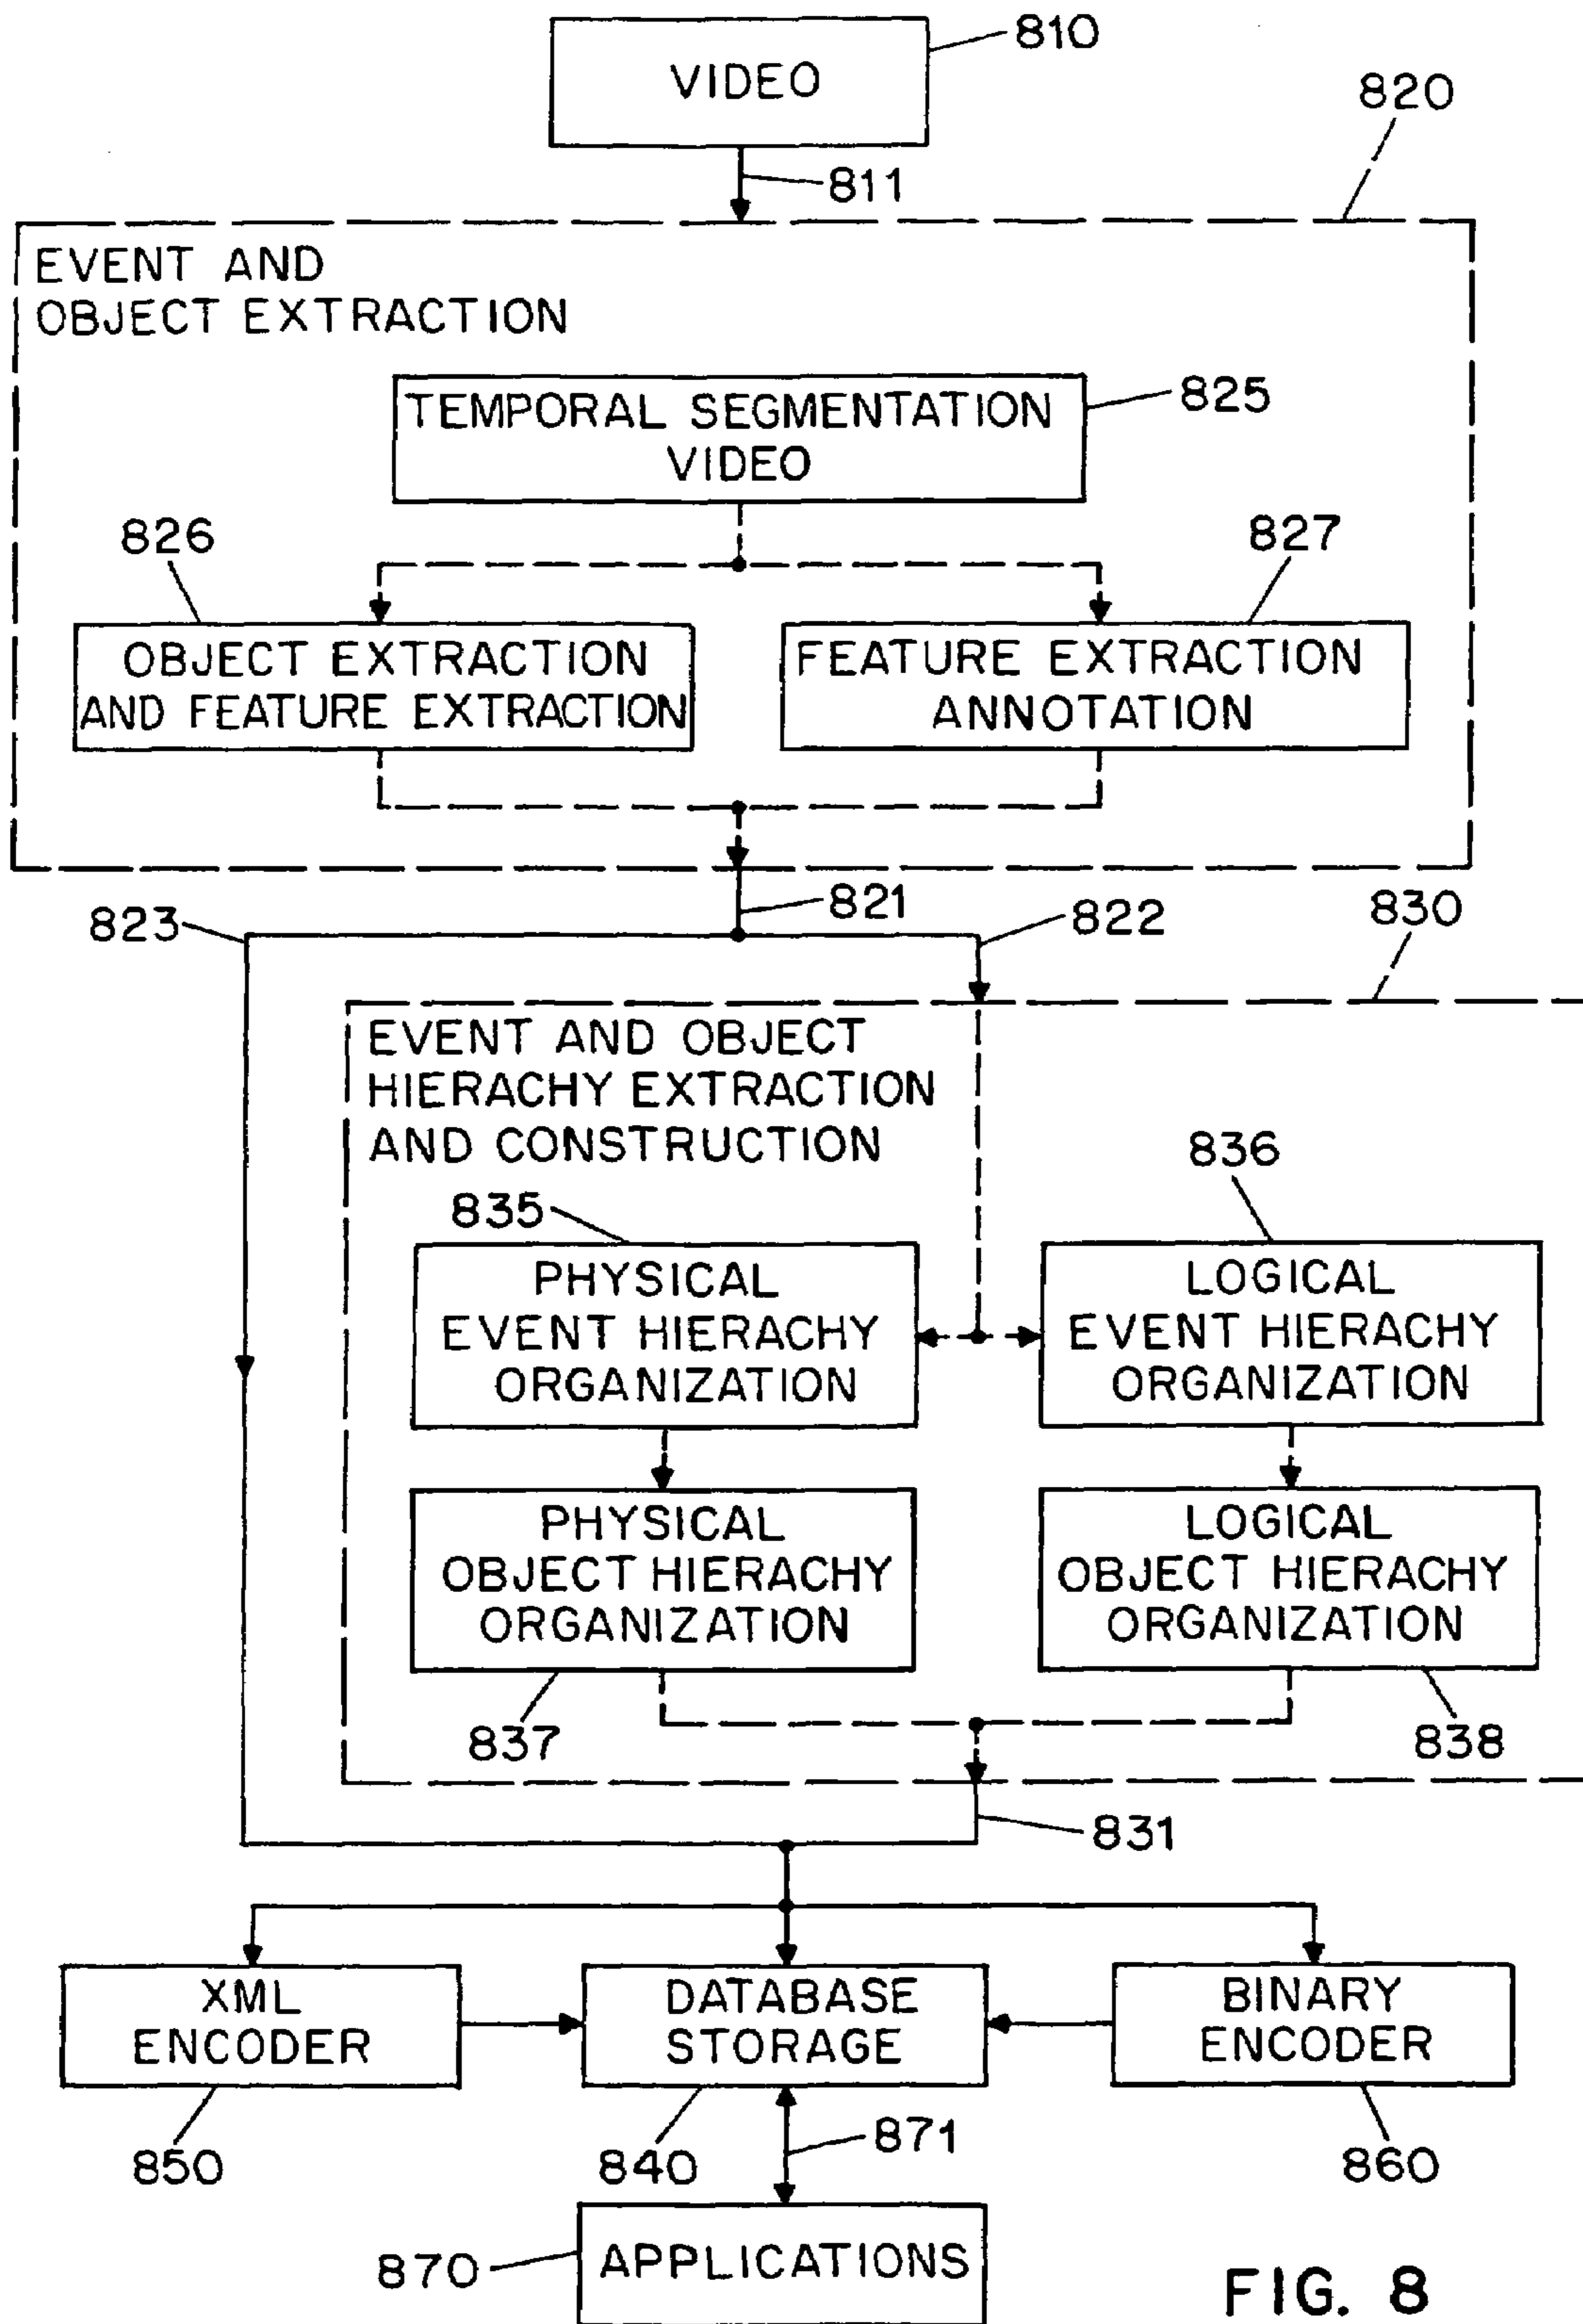 810
VIDEO
820
811
EVENT AND
OBJECT EXTRACTION
TEMPORAL SEGMENTATION
VIDEO
825
826
827
OBJECT EXTRACTION
AND FEATURE EXTRACTION
FEATURE EXTRACTION
ANNOTATION
821
823
822
830
EVENT AND OBJECT
HIERACHY EXTRACTION
AND CONSTRUCTION
836
835
PHYSICAL
EVENT HIERACHY
ORGANIZATION
LOGICAL
EVENT HIERACHY
ORGANIZATION
PHYSICAL
OBJECT HIERACHY
ORGANIZATION
LOGICAL
OBJECT HIERACHY
ORGANIZATION
837
838
831
XML
ENCODER
DATABASE
STORAGE
BINARY
ENCODER
850
840
871
860
870
APPLICATIONS
FIG. 8